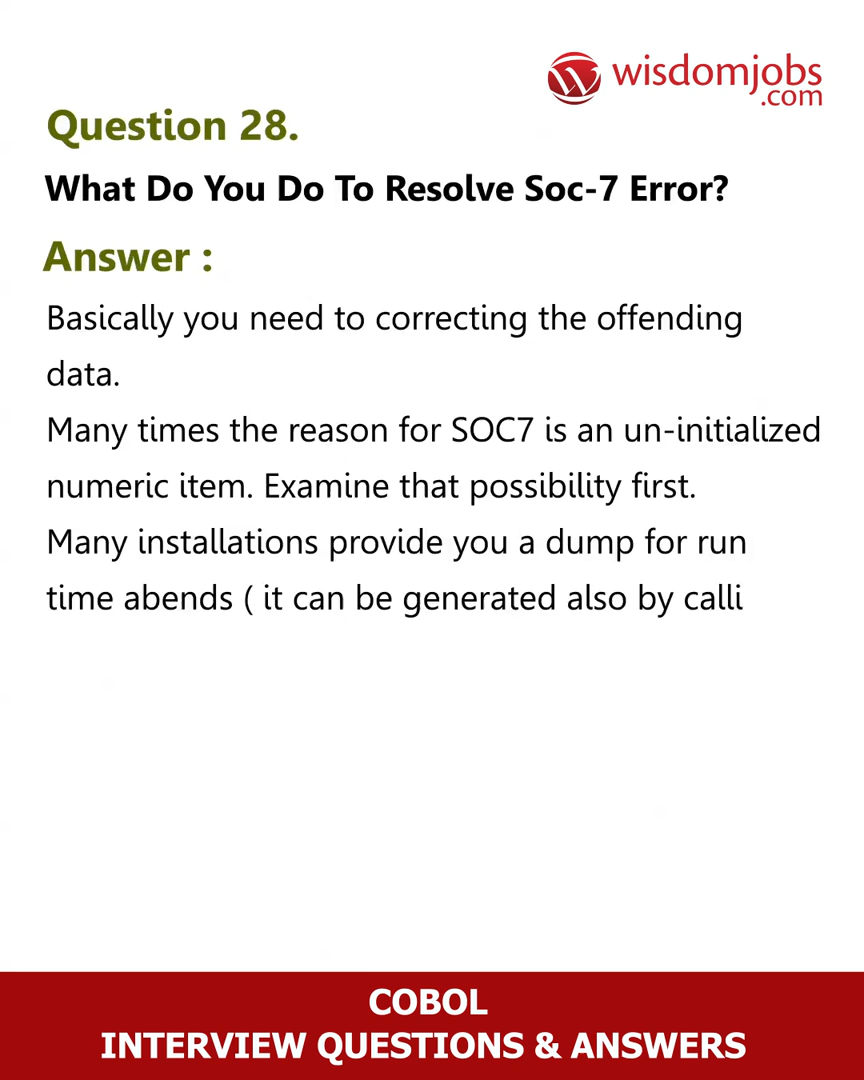 wisdomjobs
.com
Question 28.
What Do You Do To Resolve Soc-7 Error?
Answer :
Basically you need to correcting the offending
data.
Many times the reason for SOC7 is an un-initialized
numeric item. Examine that possibility first.
Many installations provide you a dump for run
time abends ( it can be generated also by calli
COBOL
INTERVIEW QUESTIONS & ANSWERS